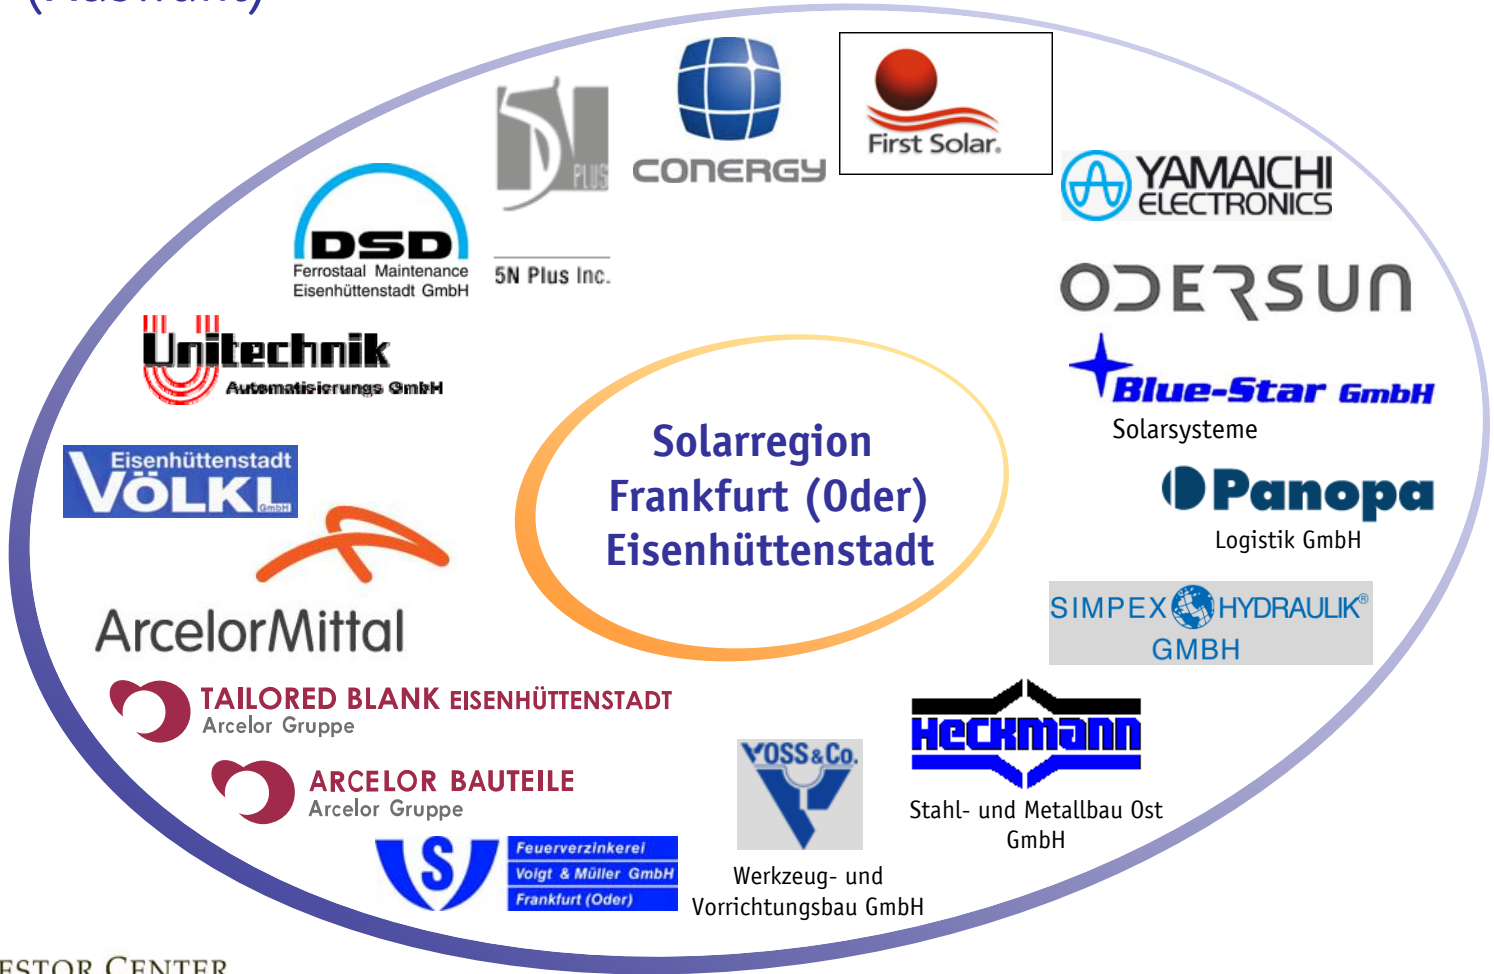 (Auswahl)
CONERGY
First Solar.
5N PLUS
5N Plus Inc.
YAMAICHI
ELECTRONICS
DSD
Ferrostaal Maintenance
Eisenhüttenstadt GmbH
ODERSUN
Unitechnik
Automatisierungs GmbH
Blue-Star GmbH
Solarsysteme
Solarregion
Frankfurt (Oder)
Eisenhüttenstadt
Eisenhüttenstadt
VÖLKL GmbH
Panopa
Logistik GmbH
ArcelorMittal
SIMPEX HYDRAULIK®
GMBH
TAILORED BLANK EISENHÜTTENSTADT
Arcelor Gruppe
Heckmann
Stahl- und Metallbau Ost
GmbH
ARCELOR BAUTEILE
Arcelor Gruppe
VOSS & Co.
Werkzeug- und
Vorrichtungsbau GmbH
S
Feuerverzinkerei
Voigt & Müller GmbH
Frankfurt (Oder)
CENTER